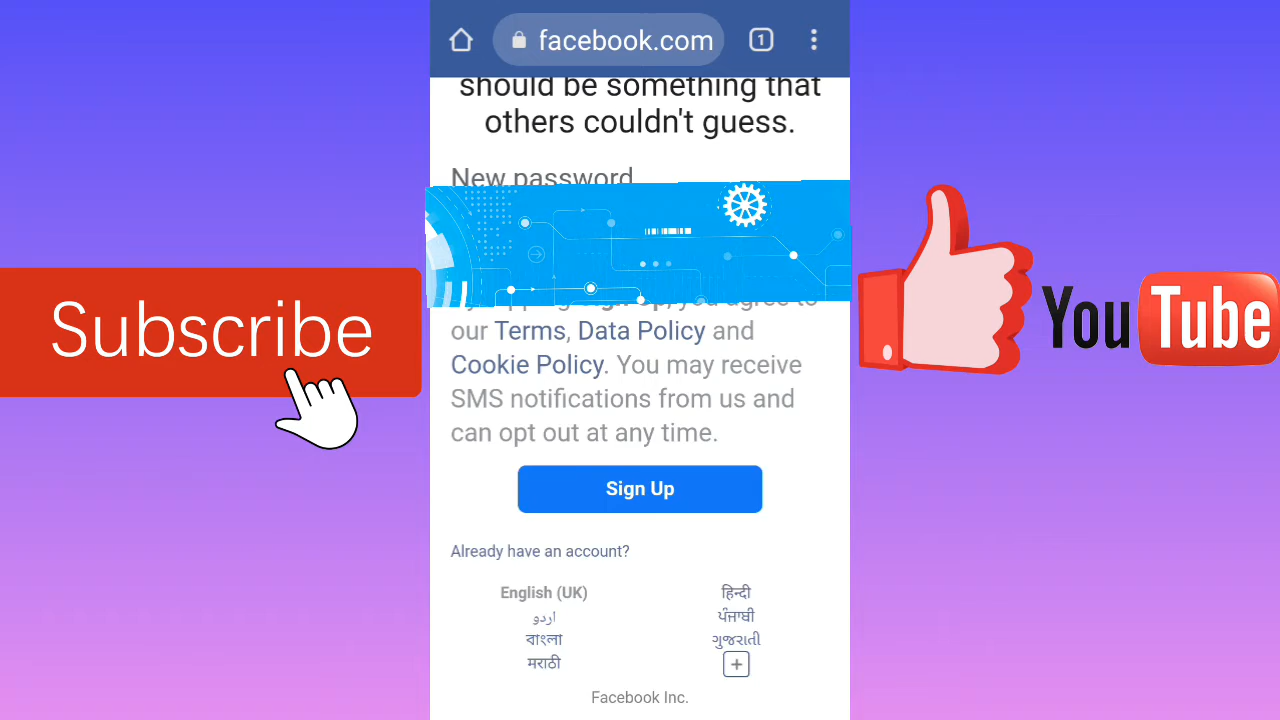 facebook.com
1
should be something that
others couldn't guess.
New password
Subscribe
our Terms, Data Policy and
Cookie Policy. You may receive
SMS notifications from us and
can opt out at any time.
YouTube
Sign Up
Already have an account?
English (UK)
हिन्दी
اردو
ਪੰਜਾਬੀ
বাংলা
ગુજરાતી
मराठी
Facebook Inc.